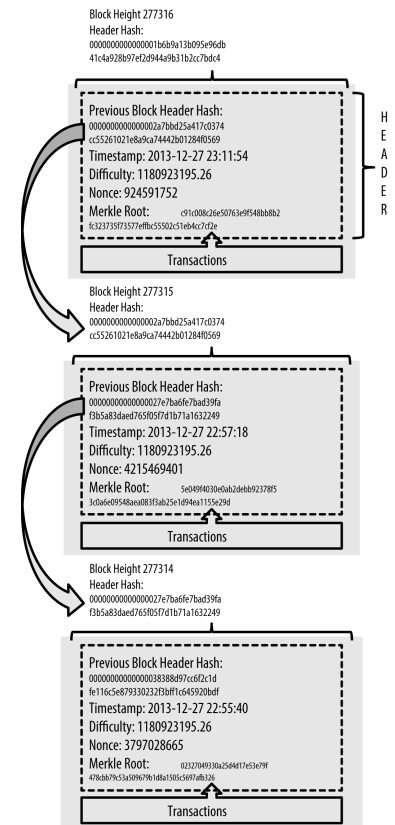 Block Height 277316
Header Hash:
0000000000000001b6b9a13b095e96db
41c4a928b97ef2d944a9b31b2cc7bdc4
Previous Block Header Hash:
0000000000000002a7bbd25a417c0374
cc55261021e8a9ca74442b01284f0569
Timestamp: 2013-12-27 23:11:54
Difficulty: 1180923195.26
Nonce: 924591752
Merkle Root: c91c008c26e50763e9f548bb8b2
fc323735f73577effbc55502c51eb4cc7cf2e
Transactions
H
E
A
D
E
R
Block Height 277315
Header Hash:
0000000000000002a7bbd25a417c0374
cc55261021e8a9ca74442b01284f0569
Previous Block Header Hash:
00000000000000027e7ba6fe7bad39fa
f3b5a83daed765f05f7d1b71a1632249
Timestamp: 2013-12-27 22:57:18
Difficulty: 1180923195.26
Nonce: 4215469401
Merkle Root: 5e049f4030e0ab2debb92378f5
3c0a6e09548aea083f3ab25e1d94ea1155e29d
Transactions
Block Height 277314
Header Hash:
00000000000000027e7ba6fe7bad39fa
f3b5a83daed765f05f7d1b71a1632249
Previous Block Header Hash:
00000000000000038388d97cc6f2c1d
fe116c5e879330232f3bff1c645920bdf
Timestamp: 2013-12-27 22:55:40
Difficulty: 1180923195.26
Nonce: 3797028665
Merkle Root: 02327049330a25d4d17e53e79f
478cbb79c53a509679b1d8a1505c5697afb326
Transactions